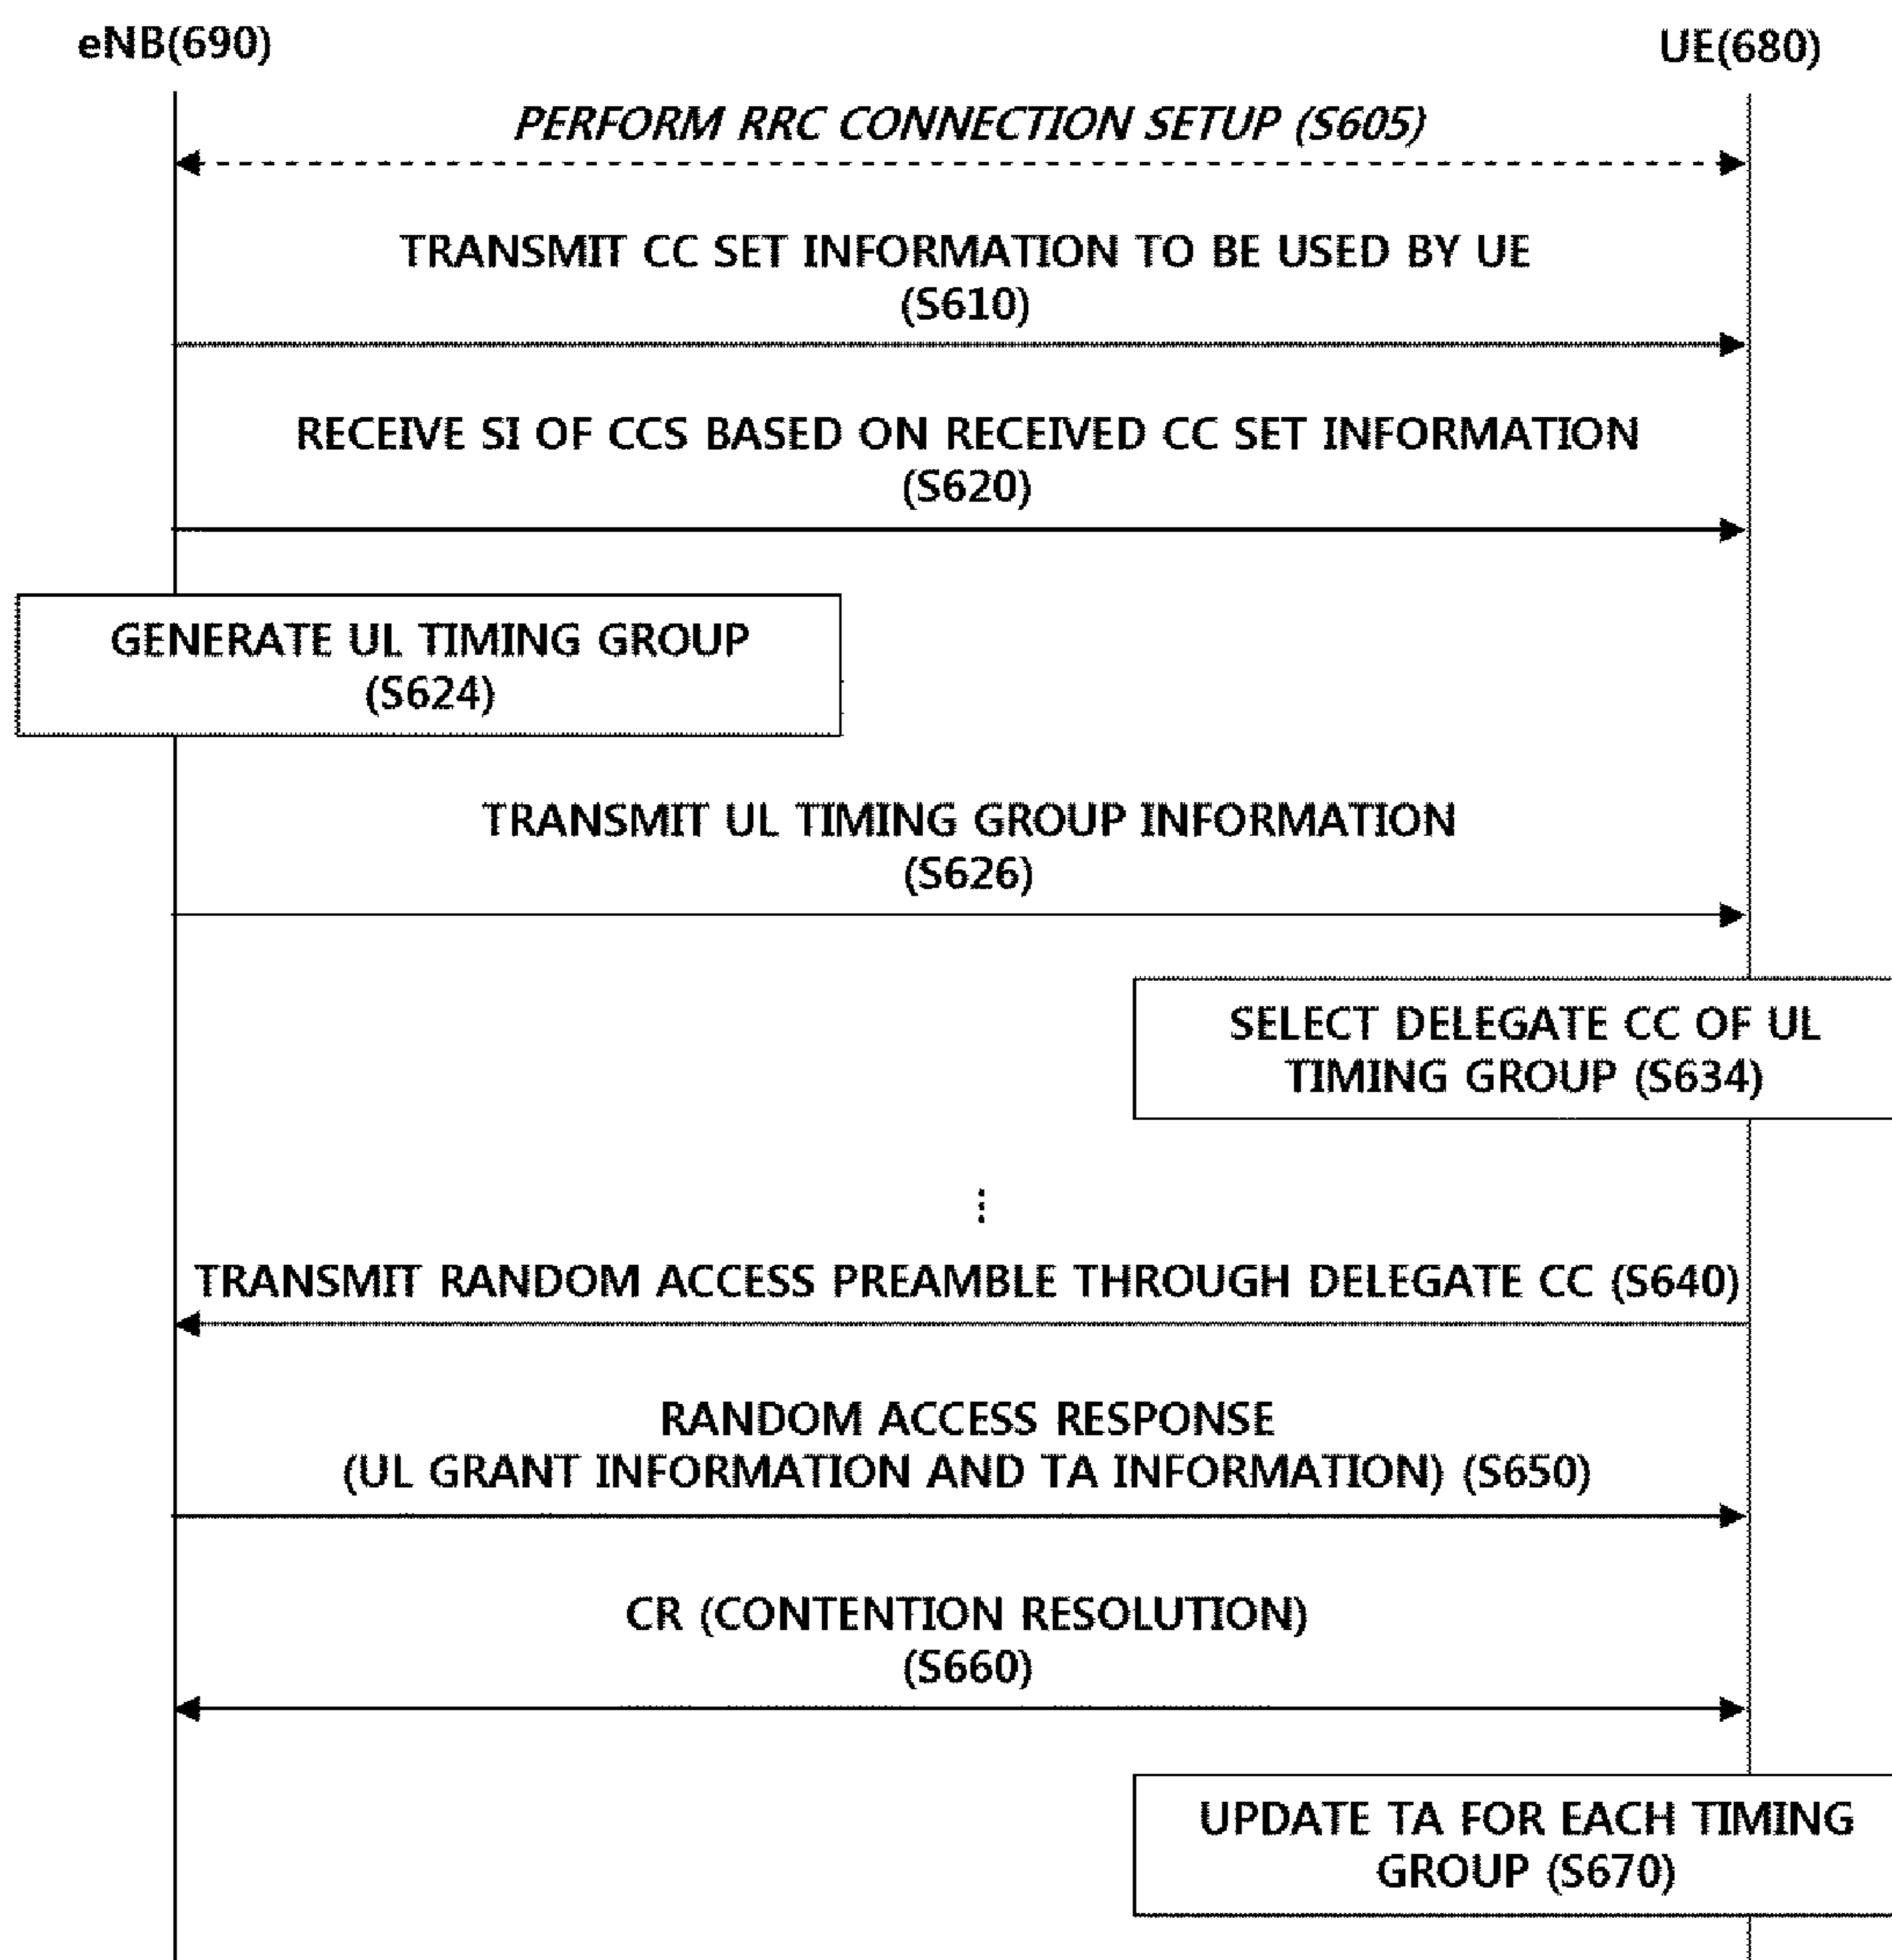 eNB(690)
UE(680)
PERFORM RRC CONNECTION SETUP (S605)
TRANSMIT CC SET INFORMATION TO BE USED BY UE
(S610)
RECEIVE SI OF CCS BASED ON RECEIVED CC SET INFORMATION
(S620)
GENERATE UL TIMING GROUP
(S624)
TRANSMIT UL TIMING GROUP INFORMATION
(S626)
SELECT DELEGATE CC OF UL
TIMING GROUP (S634)
TRANSMIT RANDOM ACCESS PREAMBLE THROUGH DELEGATE CC (S640)
RANDOM ACCESS RESPONSE
(UL GRANT INFORMATION AND TA INFORMATION) (S650)
CR (CONTENTION RESOLUTION)
(S660)
UPDATE TA FOR EACH TIMING
GROUP (S670)